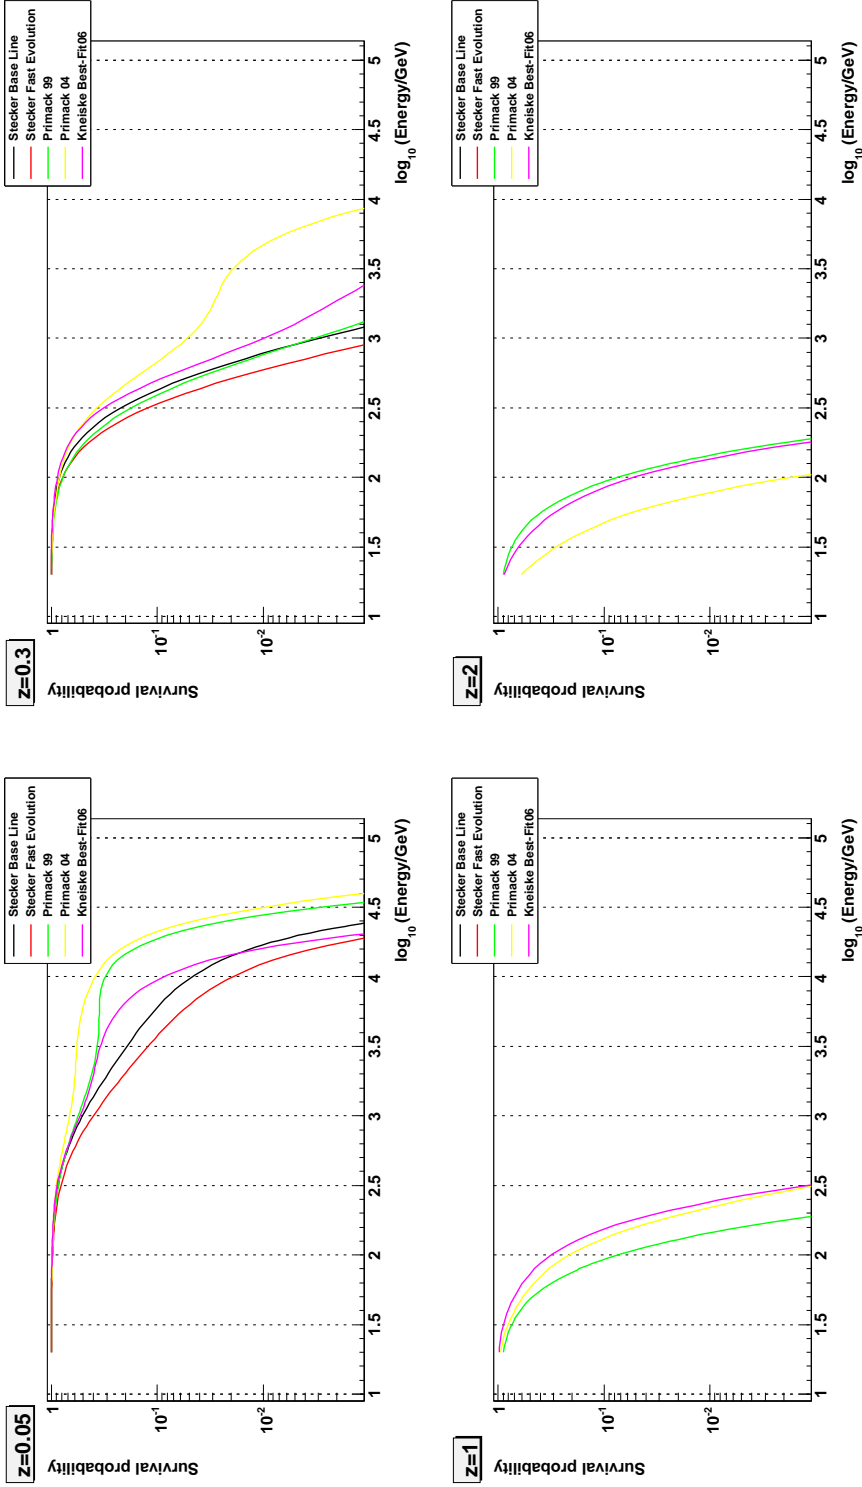 z=0.05
Survival probability
1
10-1
10-2
1 1.5 2 2.5 3 3.5 4 4.5 5
log10(Energy/GeV)
Stecker Base Line
Stecker Fast Evolution
Primack 99
Primack 04
Kneiske Best-Fit06
z=0.3
Survival probability
1
10-1
10-2
1 1.5 2 2.5 3 3.5 4 4.5 5
log10(Energy/GeV)
Stecker Base Line
Stecker Fast Evolution
Primack 99
Primack 04
Kneiske Best-Fit06
z=1
Survival probability
1
10-1
10-2
1 1.5 2 2.5 3 3.5 4 4.5 5
log10(Energy/GeV)
Stecker Base Line
Stecker Fast Evolution
Primack 99
Primack 04
Kneiske Best-Fit06
z=2
Survival probability
1
10-1
10-2
1 1.5 2 2.5 3 3.5 4 4.5 5
log10(Energy/GeV)
Stecker Base Line
Stecker Fast Evolution
Primack 99
Primack 04
Kneiske Best-Fit06